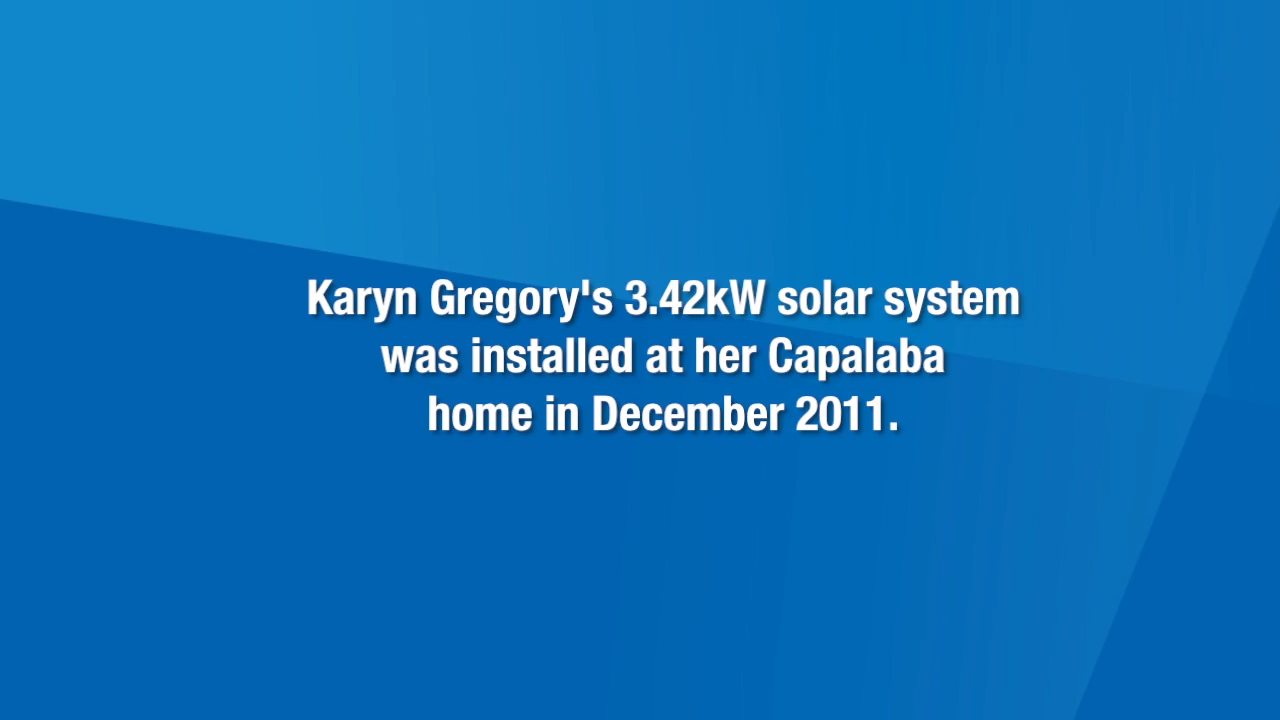 Karyn Gregory's 3.42kW solar system
was installed at her Capalaba
home in December 2011.